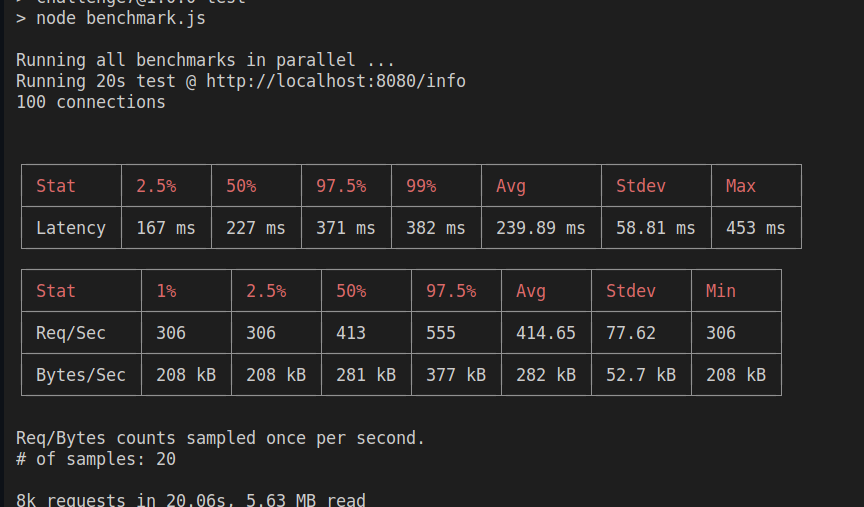 > challenge7@1.0.0 test
> node benchmark.js
Running all benchmarks in parallel ...
Running 20s test @ http://localhost:8080/info
100 connections
Stat 2.5% 50% 97.5% 99% Avg Stdev Max
Latency 167 ms 227 ms 371 ms 382 ms 239.89 ms 58.81 ms 453 ms
Stat 1% 2.5% 50% 97.5% Avg Stdev Min
Req/Sec 306 306 413 555 414.65 77.62 306
Bytes/Sec 208 kB 208 kB 281 kB 377 kB 282 kB 52.7 kB 208 kB
Req/Bytes counts sampled once per second.
# of samples: 20
8k requests in 20.06s, 5.63 MB read